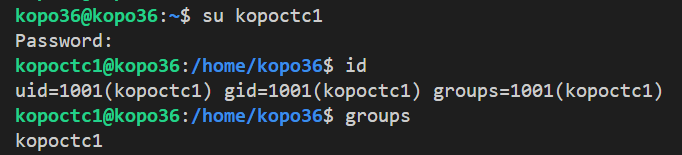 kopo36@kopo36:~$ su kopoctc1
Password:
kopoctc1@kopo36:/home/kopo36$ id
uid=1001(kopoctc1) gid=1001(kopoctc1) groups=1001(kopoctc1)
kopoctc1@kopo36:/home/kopo36$ groups
kopoctc1